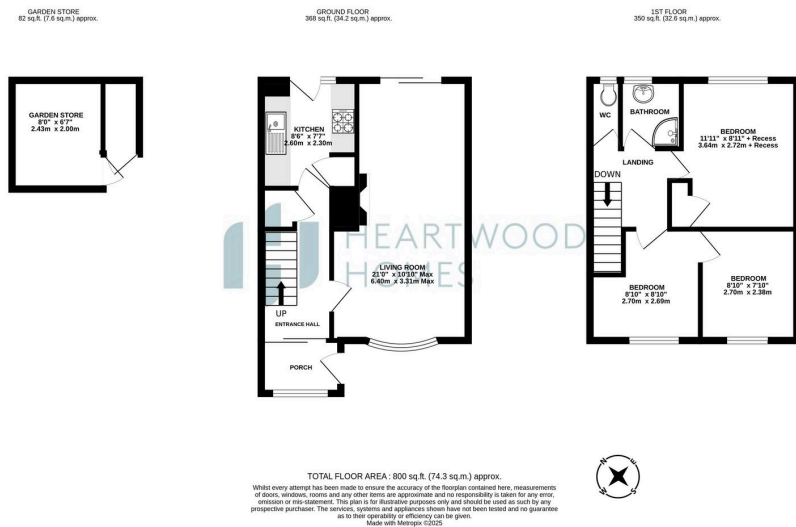 GARDEN STORE
82 sq.ft. (7.6 sq.m.) approx.
GROUND FLOOR
368 sq.ft. (34.2 sq.m.) approx.
1ST FLOOR
350 sq.ft. (32.6 sq.m.) approx.
GARDEN STORE
8'0" x 6'7"
2.43m x 2.00m
KITCHEN
8'6" x 7'7"
2.60m x 2.30m
LIVING ROOM
21'0" x 10'10" Max
6.40m x 3.31m Max
UP
ENTRANCE HALL
PORCH
WC
BATHROOM
BEDROOM
11'11" x 8'11" + Recess
3.64m x 2.72m + Recess
LANDING
DOWN
BEDROOM
8'10" x 8'10"
2.70m x 2.69m
BEDROOM
8'10" x 7'10"
2.70m x 2.38m
HEARTWOOD
HOMES
TOTAL FLOOR AREA : 800 sq.ft. (74.3 sq.m.) approx.
Whilst every attempt has been made to ensure the accuracy of the floorplan contained here, measurements
of doors, windows, rooms and any other items are approximate and no responsibility is taken for any error,
omission or mis-statement. This plan is for illustrative purposes only and should be used as such by any
prospective purchaser. The services, systems and appliances shown have not been tested and no guarantee
as to their operability or efficiency can be given.
Made with Metropix ©2025
N
E
W
S